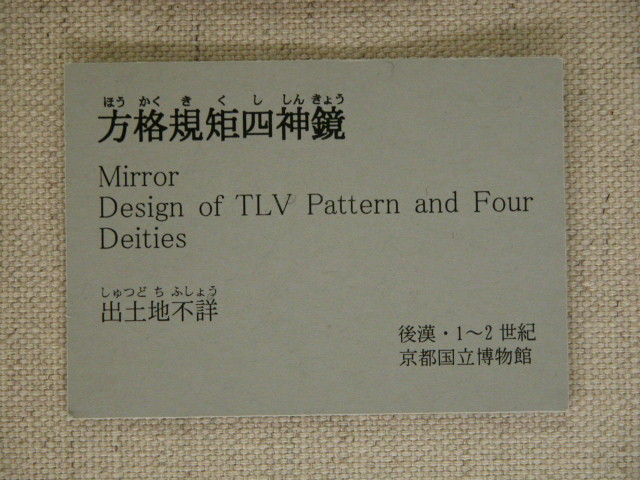 ほう かく き く し しん きょう
方格規矩四神鏡
Mirror
Design of TLV Pattern and Four
Deities
しゅつど ち ふしょう
出土地不詳
後漢・1～2世紀
京都国立博物館